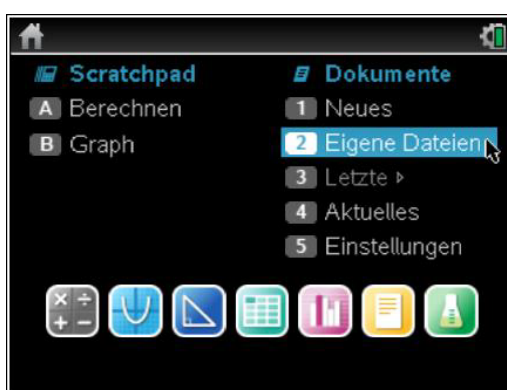 Scratchpad
A Berechnen
B Graph
Dokumente
1 Neues
2 Eigene Dateien
3 Letzte ▹
4 Aktuelles
5 Einstellungen